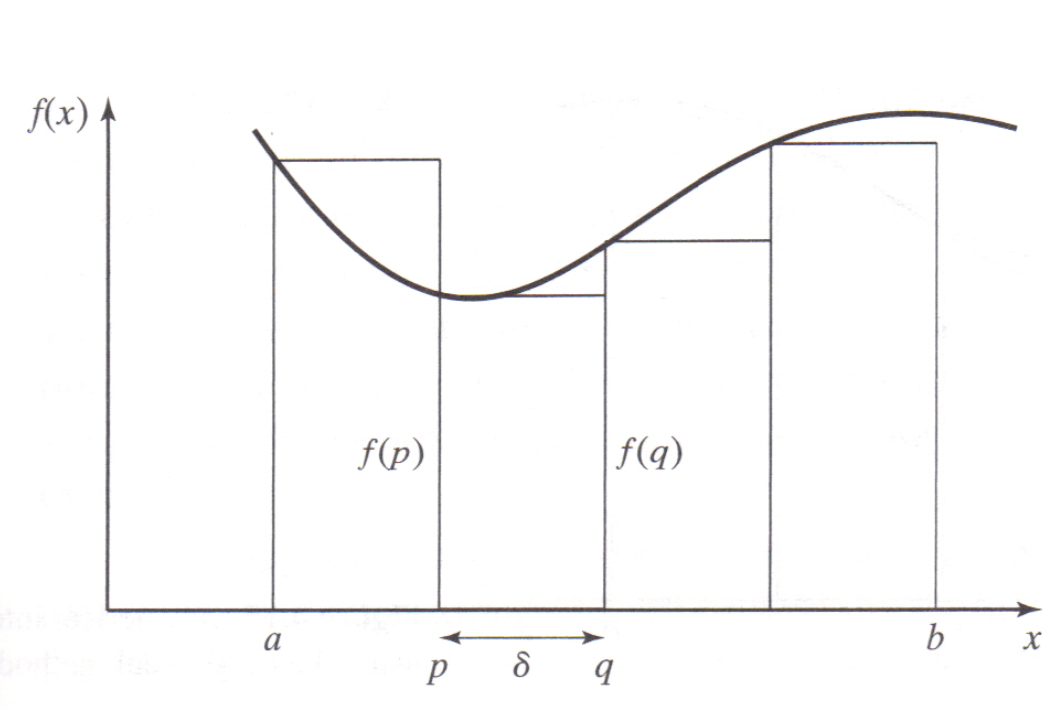 f(x)
f(p) f(q)
a b x
p δ q